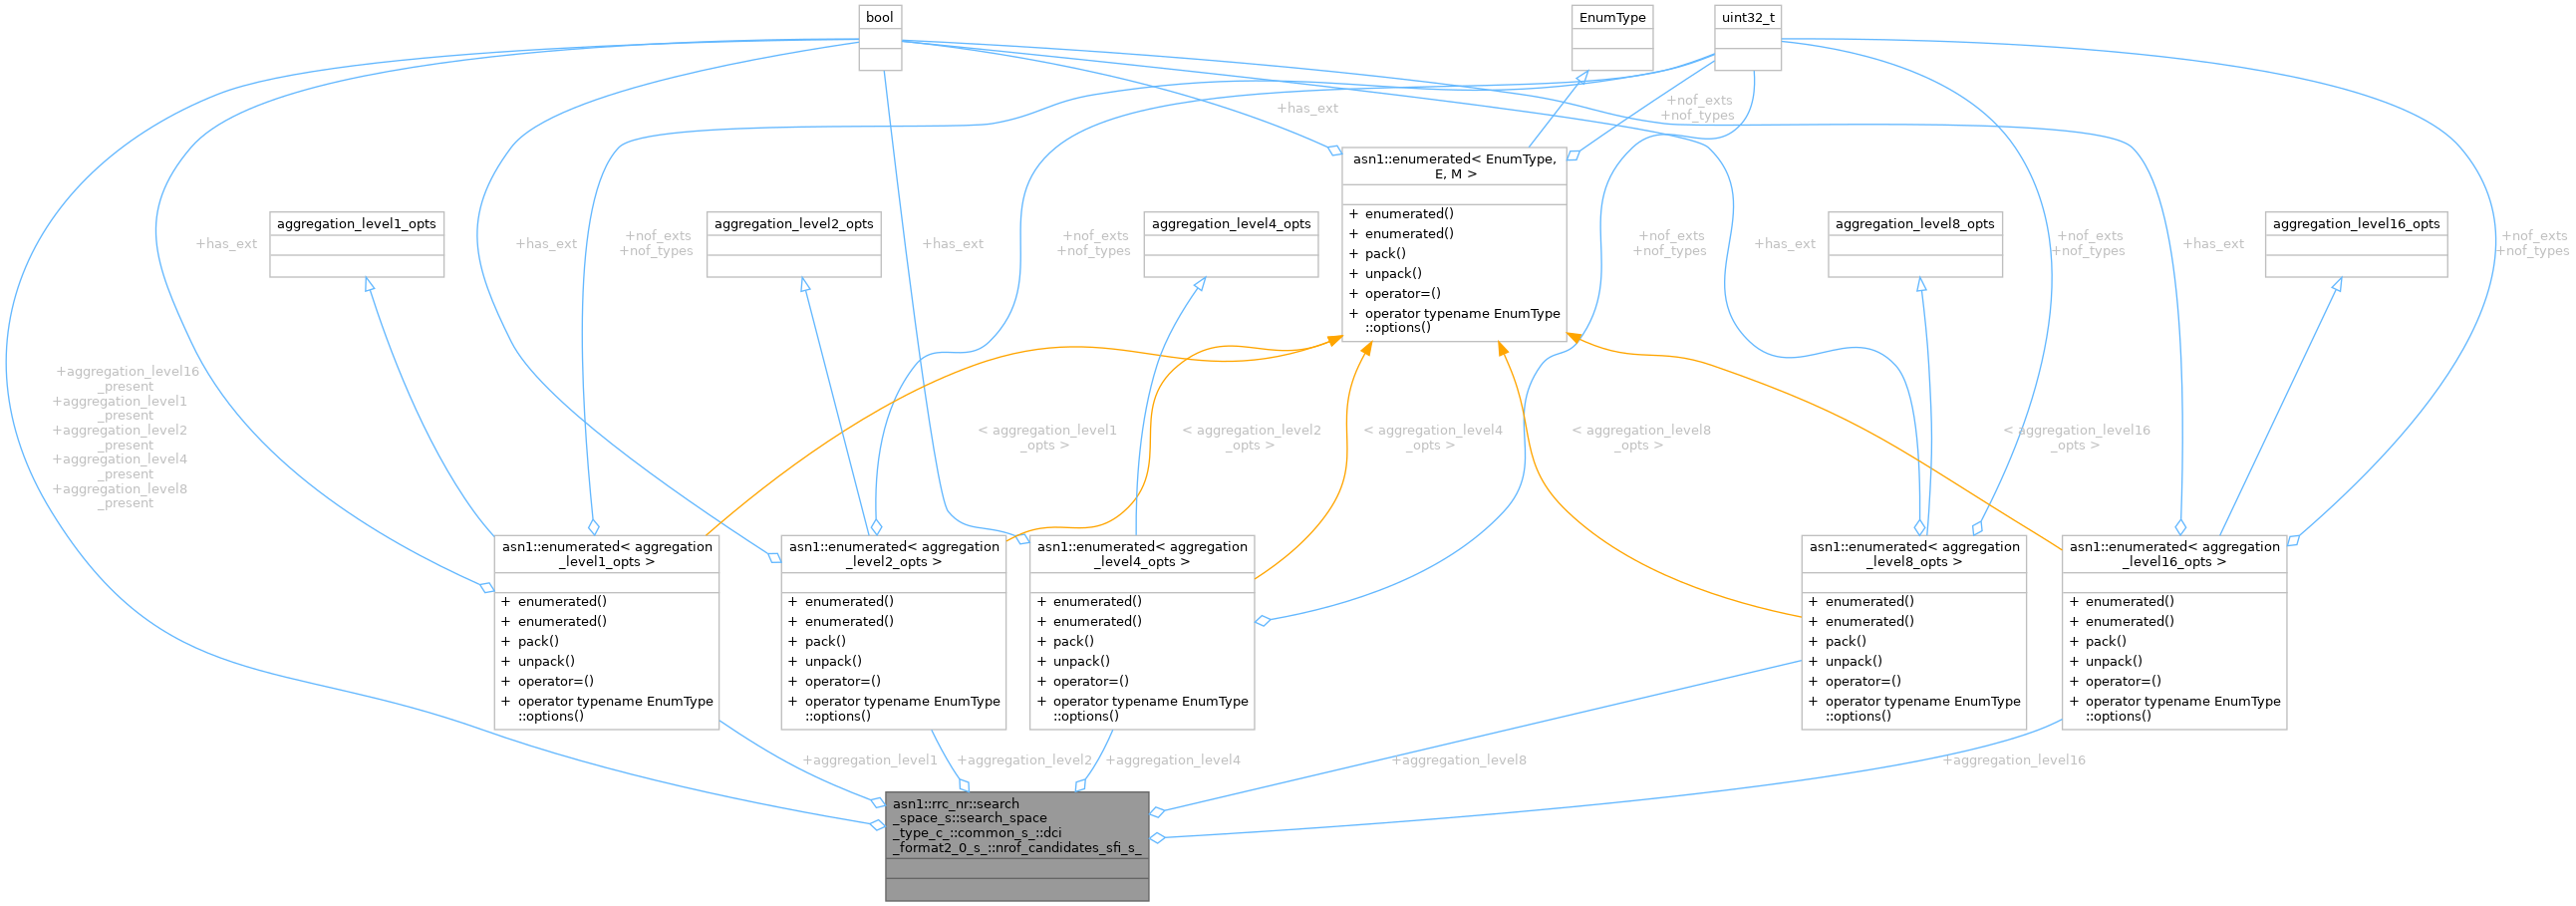 bool
EnumType
uint32_t
+has_ext
+nof_exts
+nof_types
asn1::enumerated< EnumType,
E, M >
+ enumerated()
+ enumerated()
+ pack()
+ unpack()
+ operator=()
+ operator typename EnumType
::options()
aggregation_level1_opts
aggregation_level2_opts
aggregation_level4_opts
aggregation_level8_opts
aggregation_level16_opts
+has_ext
+has_ext
+nof_exts
+nof_types
+has_ext
+nof_exts
+nof_types
+nof_exts
+nof_types
+has_ext
+nof_exts
+nof_types
+has_ext
+nof_exts
+nof_types
+aggregation_level16
_present
+aggregation_level1
_present
+aggregation_level2
_present
+aggregation_level4
_present
+aggregation_level8
_present
< aggregation_level1
_opts >
< aggregation_level2
_opts >
< aggregation_level4
_opts >
< aggregation_level8
_opts >
< aggregation_level16
_opts >
asn1::enumerated< aggregation
_level1_opts >
+ enumerated()
+ enumerated()
+ pack()
+ unpack()
+ operator=()
+ operator typename EnumType
::options()
asn1::enumerated< aggregation
_level2_opts >
+ enumerated()
+ enumerated()
+ pack()
+ unpack()
+ operator=()
+ operator typename EnumType
::options()
asn1::enumerated< aggregation
_level4_opts >
+ enumerated()
+ enumerated()
+ pack()
+ unpack()
+ operator=()
+ operator typename EnumType
::options()
asn1::enumerated< aggregation
_level8_opts >
+ enumerated()
+ enumerated()
+ pack()
+ unpack()
+ operator=()
+ operator typename EnumType
::options()
asn1::enumerated< aggregation
_level16_opts >
+ enumerated()
+ enumerated()
+ pack()
+ unpack()
+ operator=()
+ operator typename EnumType
::options()
+aggregation_level1
+aggregation_level2
+aggregation_level4
+aggregation_level8
+aggregation_level16
asn1::rrc_nr::search
_space_s::search_space
_type_c_::common_s_::dci
_format2_0_s_::nrof_candidates_sfi_s_